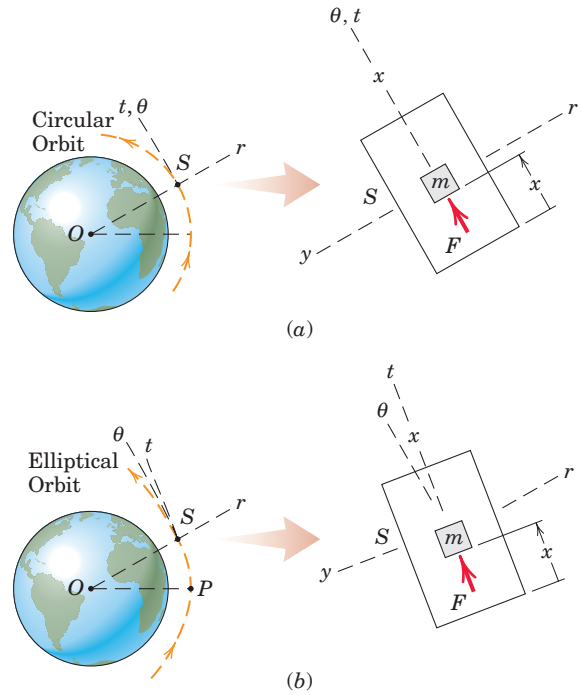 θ, t
x
Circular
Orbit
t, θ
r
S
O
r
m
x
S
y
F
(a)
Elliptical
Orbit
θ
t
r
S
O
P
t
θ
x
r
S
m
x
y
F
(b)